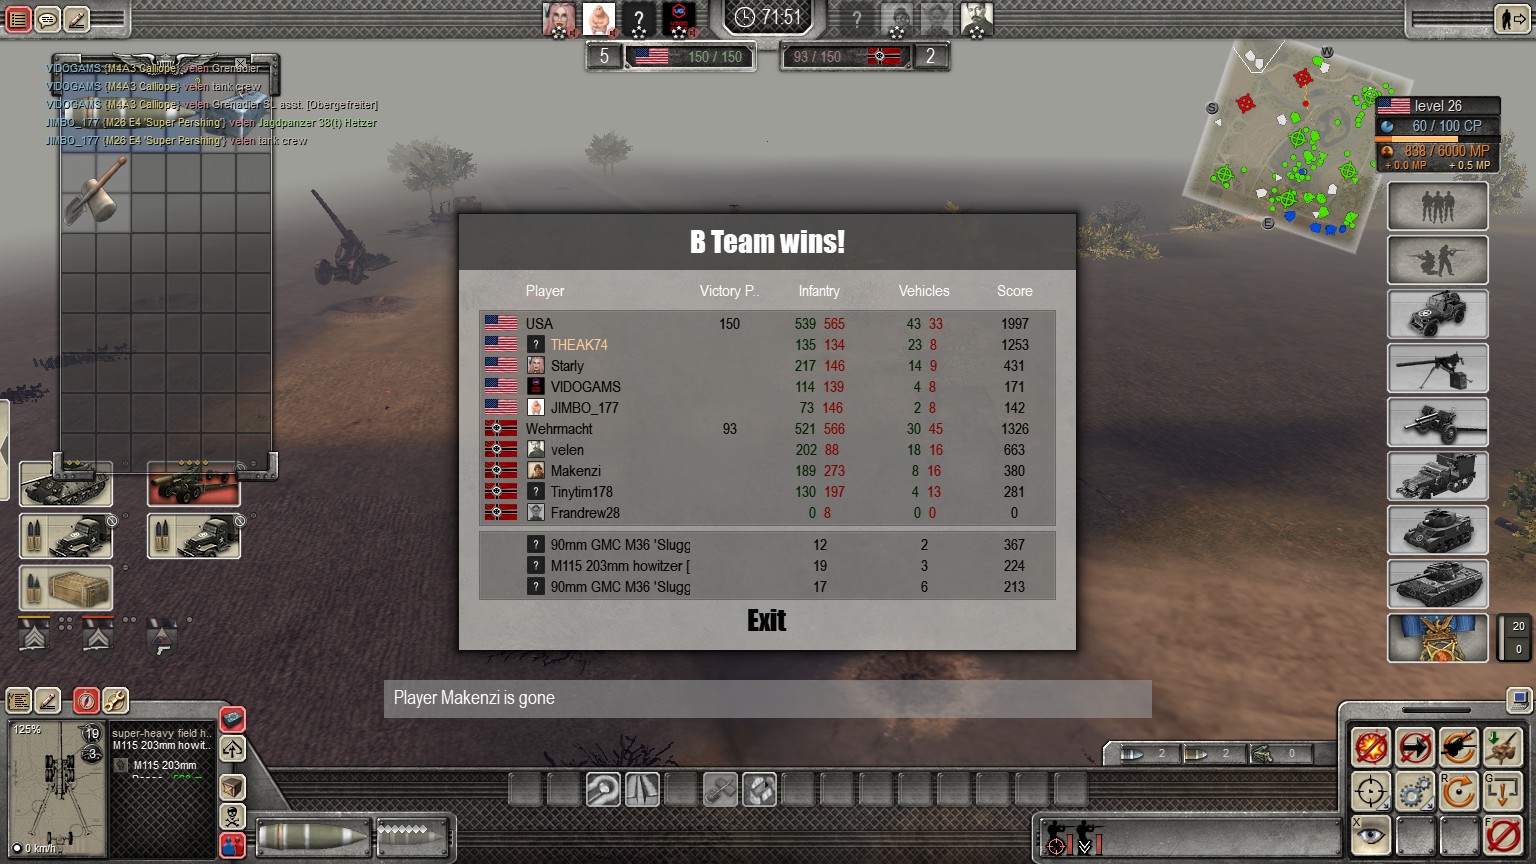 71:51
5 150 / 150 93 / 150 2
VIDOGAMS {M4A3 Calliope} velen Grenadier
VIDOGAMS {M4A3 Calliope} velen tank crew
VIDOGAMS {M4A3 Calliope} velen Grenadier SL asst. [Obergefreiter]
JIMBO_177 {M26 E4 'Super Pershing'} velen Jagdpanzer 38(t) Hetzer
JIMBO_177 {M26 E4 'Super Pershing'} velen tank crew
W
S
E
level 26
60 / 100 CP
838 / 6000 MP
+ 0.0 MP + 0.5 MP
B Team wins!
Player Victory P.. Infantry Vehicles Score
USA 150 539 565 43 33 1997
? THEAK74 135 134 23 8 1253
Starly 217 146 14 9 431
VIDOGAMS 114 139 4 8 171
JIMBO_177 73 146 2 8 142
Wehrmacht 93 521 566 30 45 1326
velen 202 88 18 16 663
Makenzi 189 273 8 16 380
? Tinytim178 130 197 4 13 281
Frandrew28 0 8 0 0 0
? 90mm GMC M36 'Slugg 12 2 367
? M115 203mm howitzer [ 19 3 224
? 90mm GMC M36 'Slugg 17 6 213
Exit
20
0
Player Makenzi is gone
125%
19
3
super-heavy field h..
M115 203mm howit..
M115 203mm
0 km/h
2 2 0
R
G
X
F